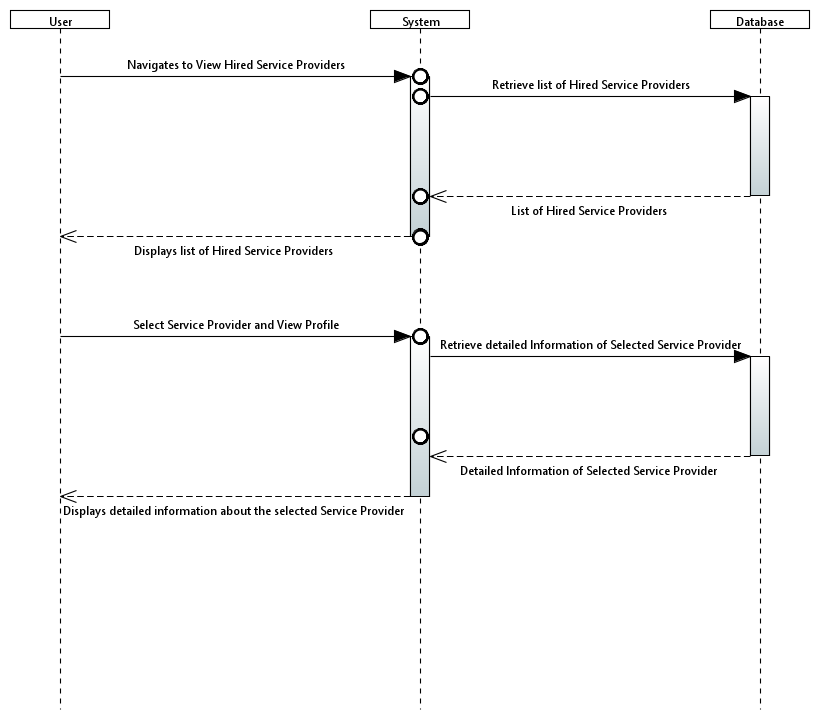 User
System
Database
Navigates to View Hired Service Providers
Retrieve list of Hired Service Providers
List of Hired Service Providers
Displays list of Hired Service Providers
Select Service Provider and View Profile
Retrieve detailed Information of Selected Service Provider
Detailed Information of Selected Service Provider
Displays detailed information about the selected Service Provider